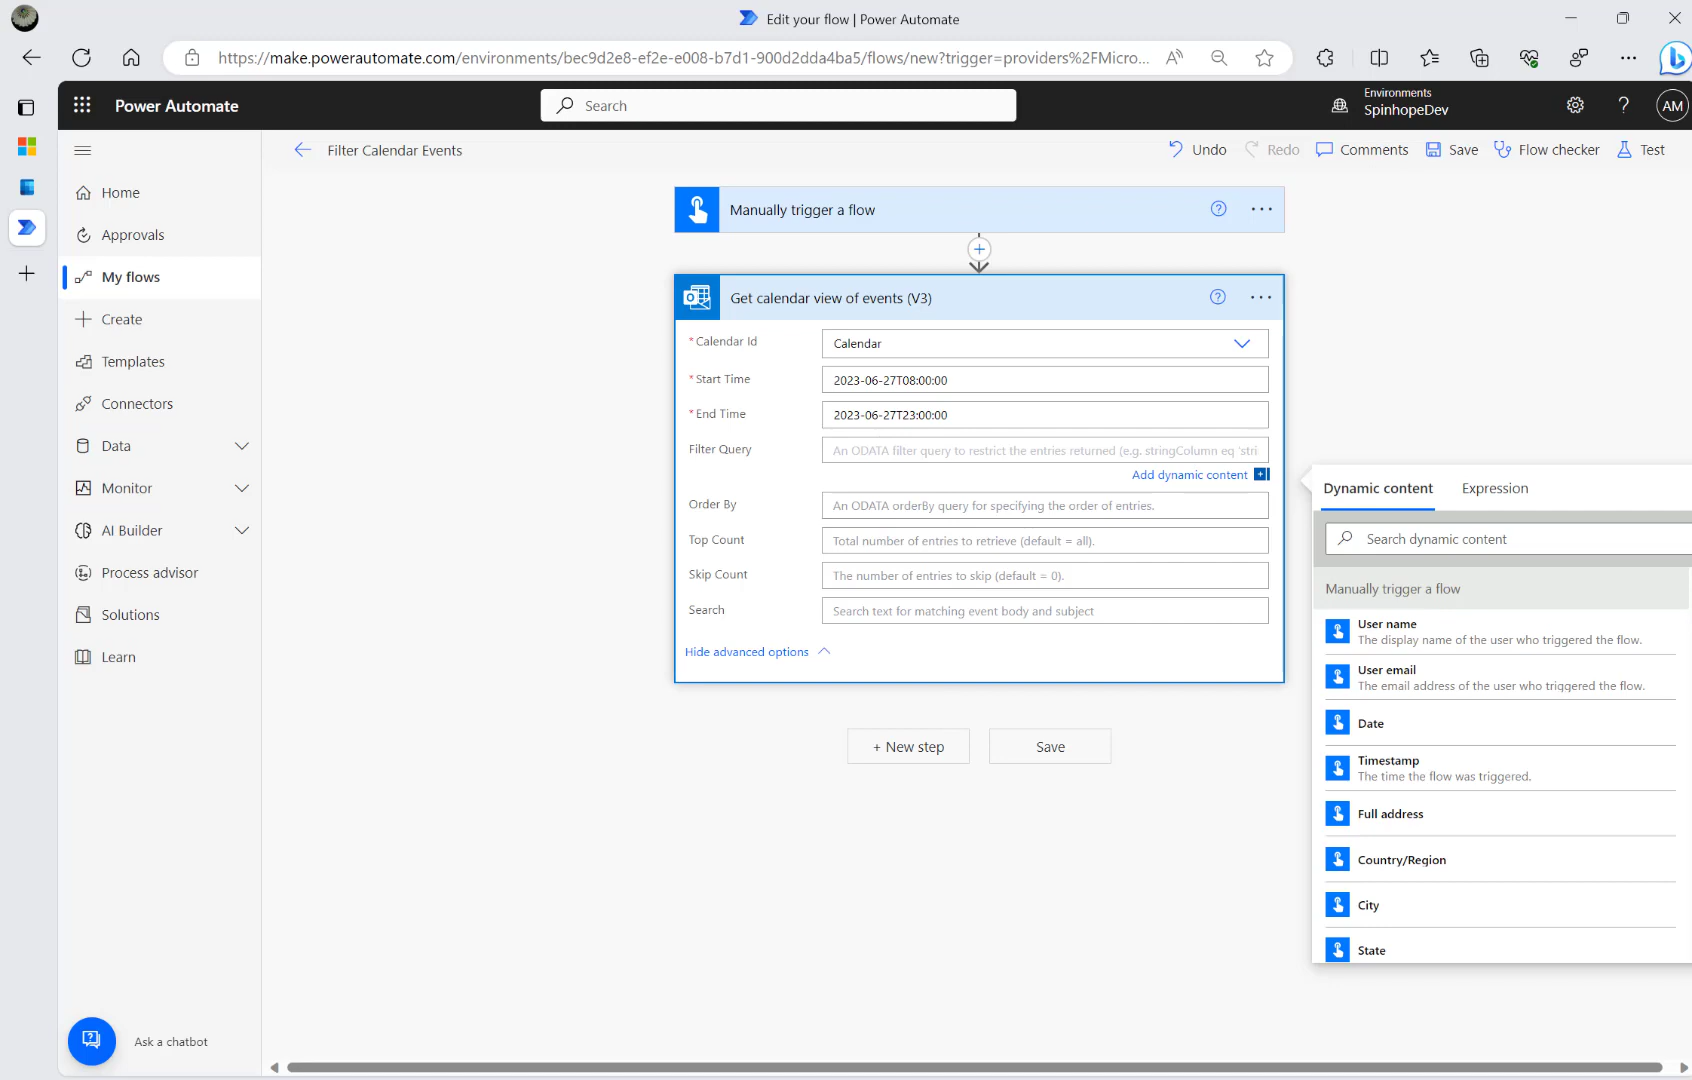 Edit your flow | Power Automate
https://make.powerautomate.com/environments/bec9d2e8-ef2e-e008-b7d1-900d2dda4ba5/flows/new?trigger=providers%2FMicro...
Power Automate
Search
Environments
SpinhopeDev
AM
Filter Calendar Events
Undo
Redo
Comments
Save
Flow checker
Test
Home
Approvals
My flows
Create
Templates
Connectors
Data
Monitor
AI Builder
Process advisor
Solutions
Learn
Ask a chatbot
Manually trigger a flow
Get calendar view of events (V3)
* Calendar Id
Calendar
* Start Time
2023-06-27T08:00:00
* End Time
2023-06-27T23:00:00
Filter Query
An ODATA filter query to restrict the entries returned (e.g. stringColumn eq 'stri
Add dynamic content
Order By
An ODATA orderBy query for specifying the order of entries.
Top Count
Total number of entries to retrieve (default = all).
Skip Count
The number of entries to skip (default = 0).
Search
Search text for matching event body and subject
Hide advanced options
+ New step
Save
Dynamic content
Expression
Search dynamic content
Manually trigger a flow
User name
The display name of the user who triggered the flow.
User email
The email address of the user who triggered the flow.
Date
Timestamp
The time the flow was triggered.
Full address
Country/Region
City
State